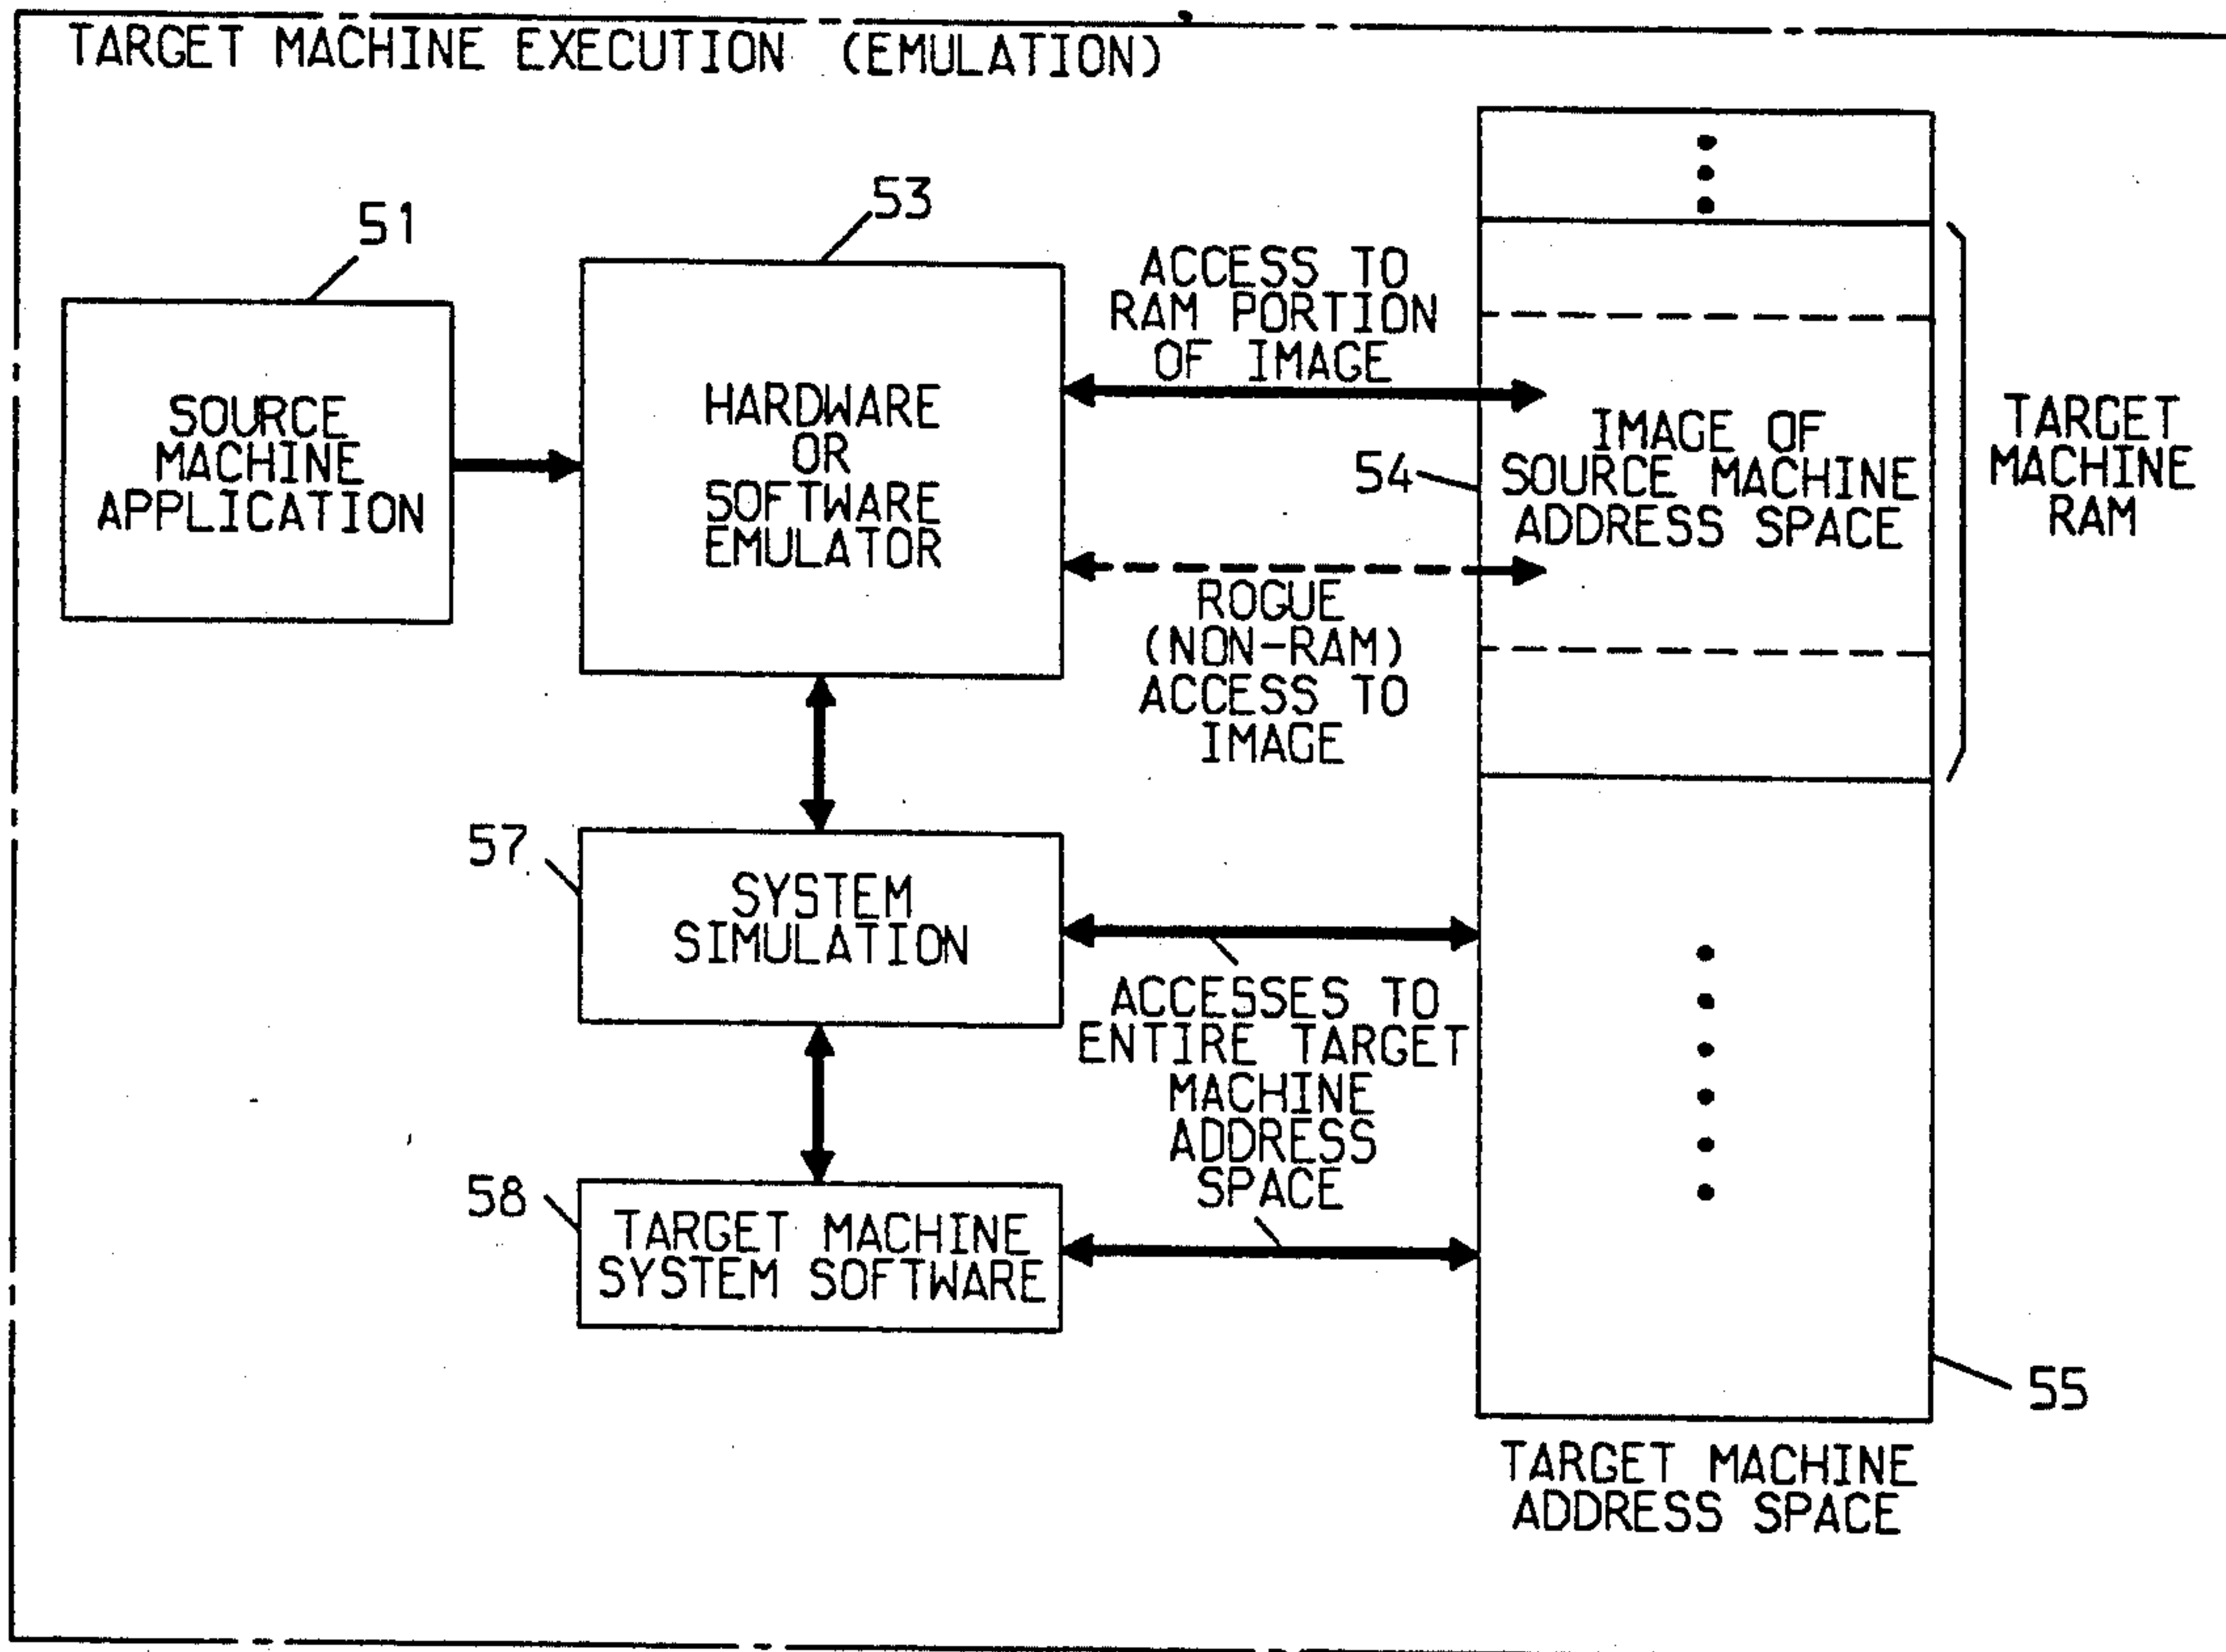 TARGET MACHINE EXECUTION (EMULATION)
51
SOURCE
MACHINE
APPLICATION
53
HARDWARE
OR
SOFTWARE
EMULATOR
ACCESS TO
RAM PORTION
OF IMAGE
ROGUE
(NON-RAM)
ACCESS TO
IMAGE
54
IMAGE OF
SOURCE MACHINE
ADDRESS SPACE
TARGET
MACHINE
RAM
57
SYSTEM
SIMULATION
ACCESSES TO
ENTIRE TARGET
MACHINE
ADDRESS
SPACE
58
TARGET MACHINE
SYSTEM SOFTWARE
55
TARGET MACHINE
ADDRESS SPACE